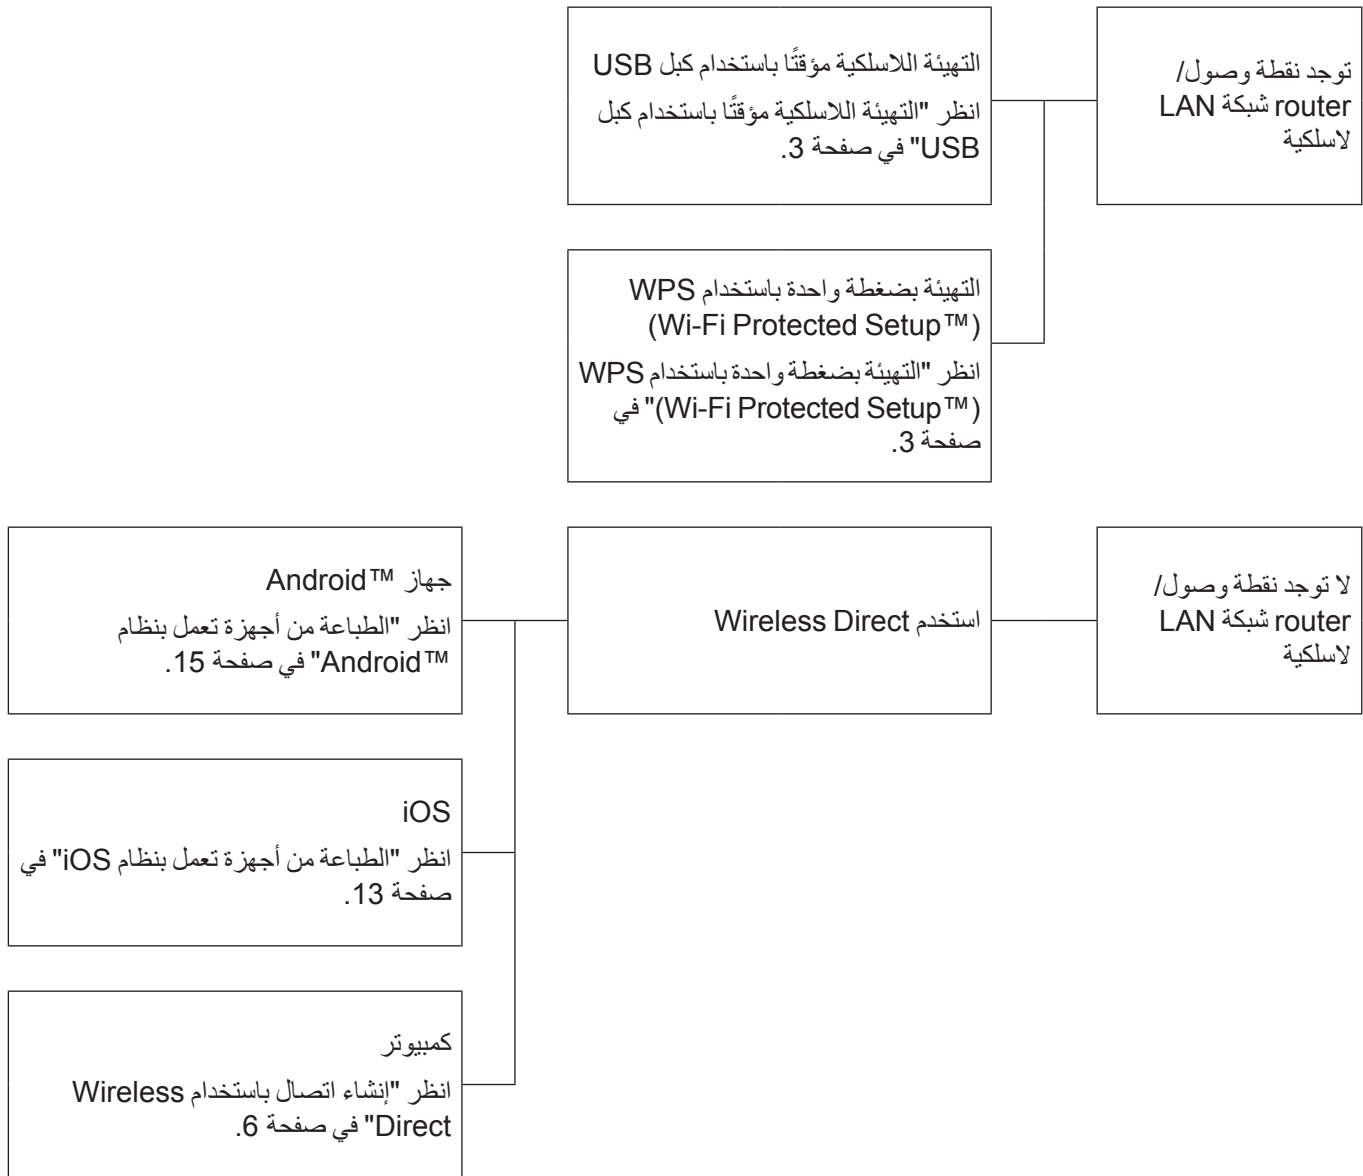 توجد نقطة وصول/
router شبكة LAN
لاسلكية
التهيئة اللاسلكية مؤقتًا باستخدام كبل USB
انظر "التهيئة اللاسلكية مؤقتًا باستخدام كبل
USB" في صفحة 3.
التهيئة بضغطة واحدة باستخدام WPS
(Wi-Fi Protected Setup™)
انظر "التهيئة بضغطة واحدة باستخدام WPS
(Wi-Fi Protected Setup™)" في
صفحة 3.
لا توجد نقطة وصول/
router شبكة LAN
لاسلكية
استخدم Wireless Direct
جهاز Android™
انظر "الطباعة من أجهزة تعمل بنظام
Android™" في صفحة 15.
iOS
انظر "الطباعة من أجهزة تعمل بنظام iOS" في
صفحة 13.
كمبيوتر
انظر "إنشاء اتصال باستخدام Wireless
Direct" في صفحة 6.